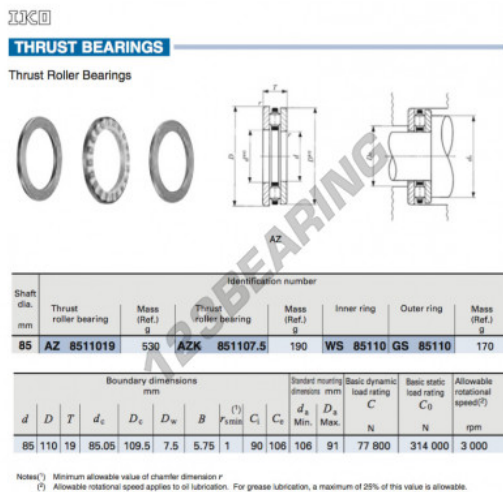 IKO
THRUST BEARINGS
Thrust Roller Bearings
T
r
r
D
d
d
AZ
123BEARING
Identification number
Shaft dia. mm | Thrust roller bearing | Mass (Ref.) g | Thrust roller bearing | Mass (Ref.) g | Inner ring | Outer ring | Mass (Ref.) g
85 AZ 8511019 530 AZK 851107.5 190 WS 85110 GS 85110 170
Boundary dimensions mm | Standard mounting dimensions mm | Basic dynamic load rating C N | Basic static load rating C₀ N | Allowable rotational speed(²) rpm
d D T dc Dc Dw B rsmin(¹) Ci Ce da Min. Da Max.
85 110 19 85.05 109.5 7.5 5.75 1 90 106 106 91 77 800 314 000 3 000
Notes(¹) Minimum allowable value of chamfer dimension r
(²) Allowable rotational speed applies to oil lubrication. For grease lubrication, a maximum of 25% of this value is allowable.